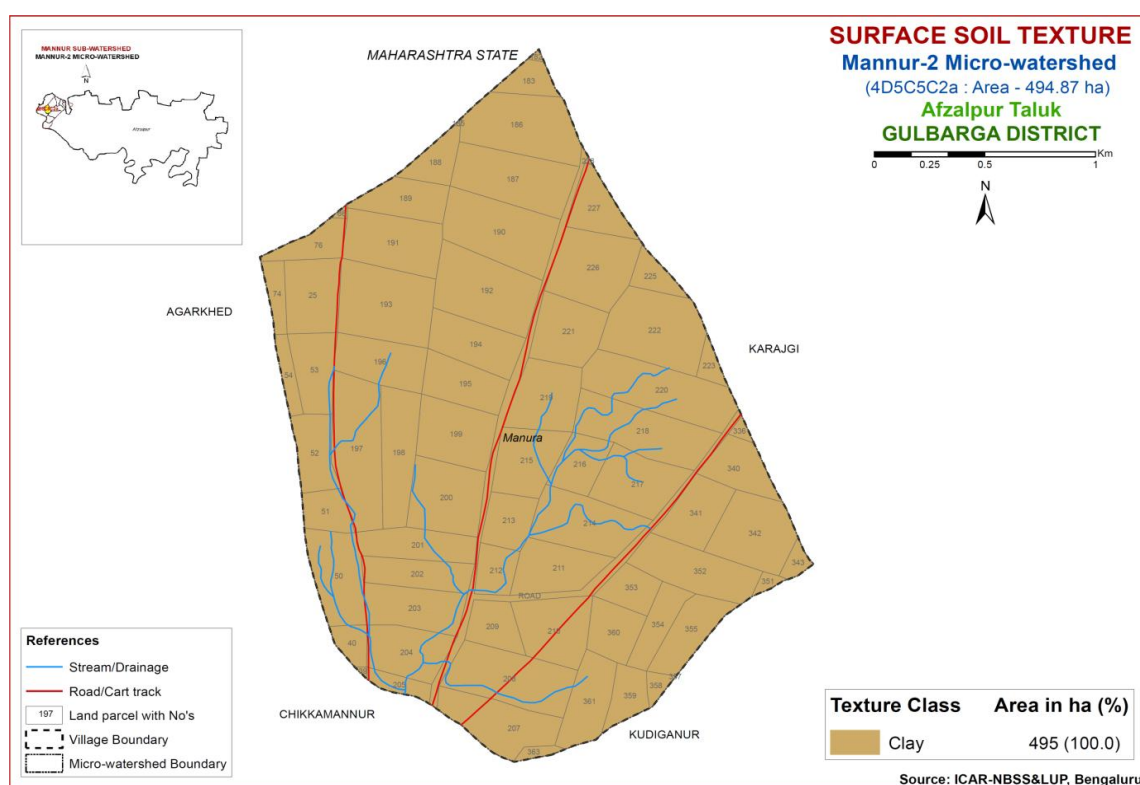 SURFACE SOIL TEXTURE
Mannur-2 Micro-watershed
(4D5C5C2a : Area - 494.87 ha)
Afzalpur Taluk
GULBARGA DISTRICT
Km
0 0.25 0.5 1
N
MANNUR SUB-WATERSHED
MANNUR-2 MICRO-WATERSHED
N
Afzalpur
MAHARASHTRA STATE
183
186
188
187
189
227
190
76 191
226
225
74 25 193 192
AGARKHED
221 222
194
KARAJGI
196
223
54 53
195 220
219
199 Manura 218 336
52 197 198 215 216 340
200 217
51 213 214 341
342
201
212 211 352 343
50 202 351
353
ROAD
203
209 210 354 355
360
40 204
205 208
359 358
361
CHIKKAMANNUR
207
KUDIGANUR
363
References
Stream/Drainage
Road/Cart track
197 Land parcel with No's
Village Boundary
Micro-watershed Boundary
Texture Class Area in ha (%)
Clay 495 (100.0)
Source: ICAR-NBSS&LUP, Bengaluru